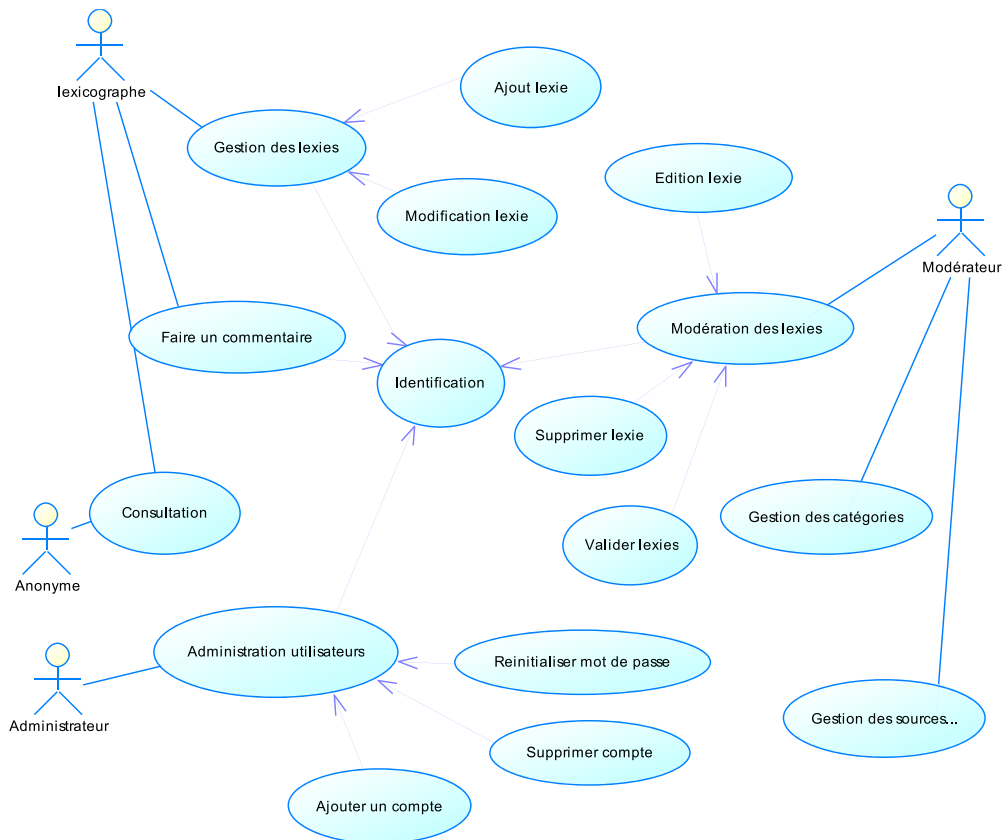 lexicographe
Ajout lexie
Gestion des lexies
Edition lexie
Modification lexie
Modérateur
Modération des lexies
Faire un commentaire
Identification
Supprimer lexie
Consultation
Gestion des catégories
Valider lexies
Anonyme
Administration utilisateurs
Reinitialiser mot de passe
Administrateur
Gestion des sources...
Supprimer compte
Ajouter un compte